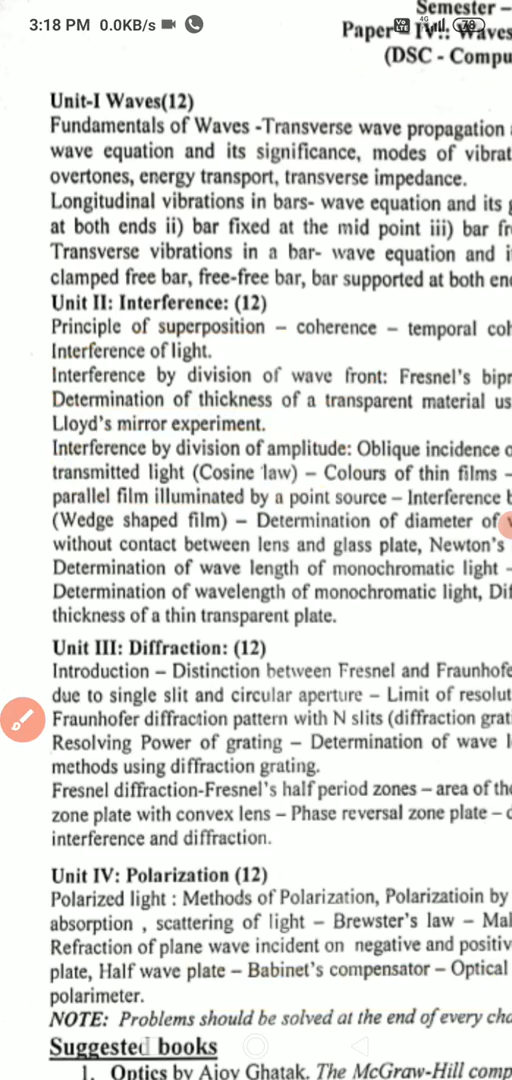 3:18 PM 0.0KB/s 4G 78
Semester –
Paper IV:: Waves
(DSC - Compu
Unit-I Waves(12)
Fundamentals of Waves -Transverse wave propagation
wave equation and its significance, modes of vibrat
overtones, energy transport, transverse impedance.
Longitudinal vibrations in bars- wave equation and its g
at both ends ii) bar fixed at the mid point iii) bar fr
Transverse vibrations in a bar- wave equation and i
clamped free bar, free-free bar, bar supported at both en
Unit II: Interference: (12)
Principle of superposition – coherence – temporal coh
Interference of light.
Interference by division of wave front: Fresnel's bipr
Determination of thickness of a transparent material us
Lloyd's mirror experiment.
Interference by division of amplitude: Oblique incidence o
transmitted light (Cosine law) – Colours of thin films –
parallel film illuminated by a point source – Interference b
(Wedge shaped film) – Determination of diameter of w
without contact between lens and glass plate, Newton's
Determination of wave length of monochromatic light –
Determination of wavelength of monochromatic light, Dif
thickness of a thin transparent plate.
Unit III: Diffraction: (12)
Introduction – Distinction between Fresnel and Fraunhofe
due to single slit and circular aperture – Limit of resolut
Fraunhofer diffraction pattern with N slits (diffraction grat
Resolving Power of grating – Determination of wave l
methods using diffraction grating.
Fresnel diffraction-Fresnel's half period zones – area of the
zone plate with convex lens – Phase reversal zone plate – d
interference and diffraction.
Unit IV: Polarization (12)
Polarized light : Methods of Polarization, Polarizatioin by
absorption , scattering of light – Brewster's law – Mal
Refraction of plane wave incident on negative and positiv
plate, Half wave plate – Babinet's compensator – Optical
polarimeter.
NOTE: Problems should be solved at the end of every cha
Suggested books
1. Optics by Ajoy Ghatak. The McGraw-Hill comp